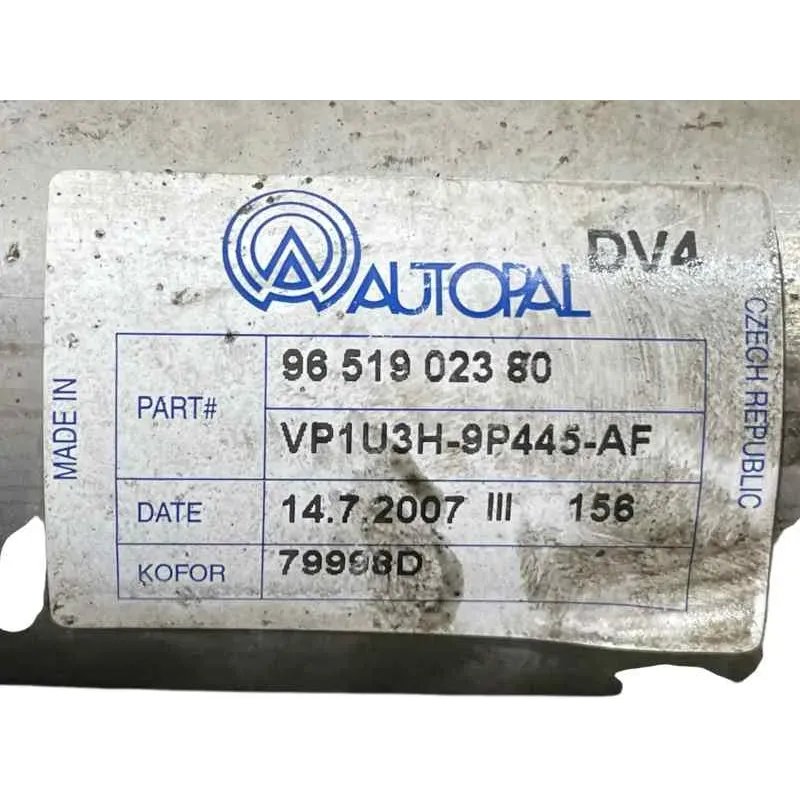 AUTOPAL
DV4
MADE IN
CZECH REPUBLIC
PART#
96 519 023 80
VP1U3H-9P445-AF
DATE
14.7.2007 III 156
KOFOR
79998D